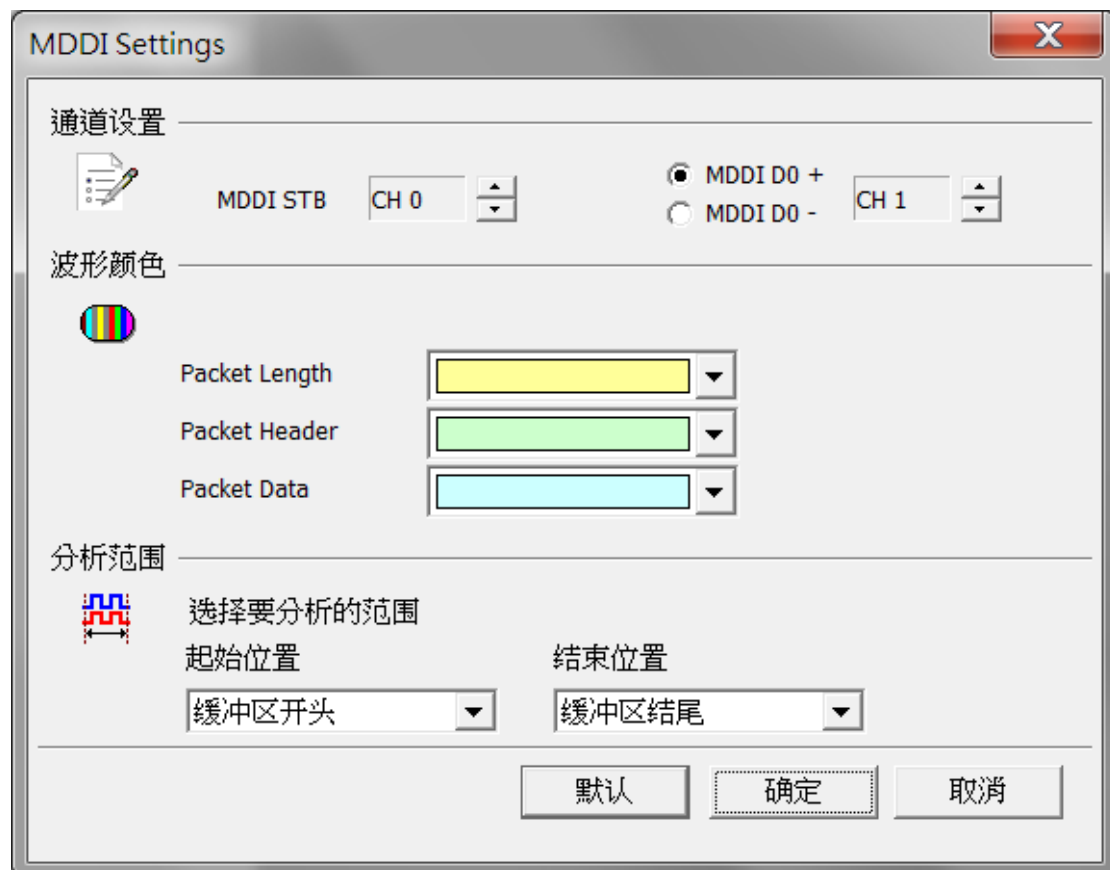 MDDI Settings
通道设置
MDDI STB CH 0 MDDI D0 + CH 1
MDDI D0 -
波形颜色
Packet Length
Packet Header
Packet Data
分析范围
选择要分析的范围
起始位置 结束位置
缓冲区开头 缓冲区结尾
默认 确定 取消